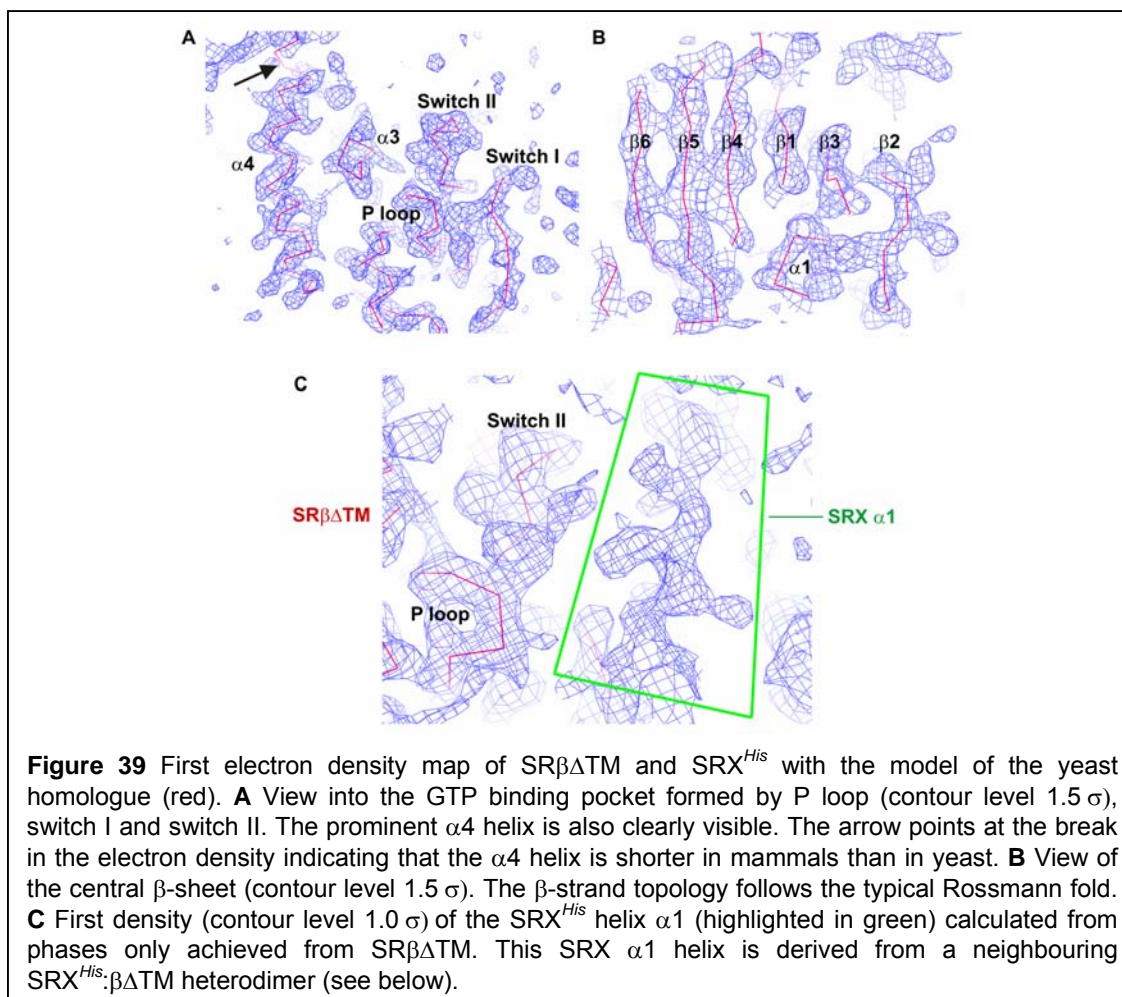 A
B
Switch II
α3
Switch I
α4
P loop
β6
β5
β4
β1
β3
β2
α1
C
Switch II
SRβΔTM
SRX α1
P loop
Figure 39 First electron density map of SRβΔTM and SRX^His with the model of the yeast
homologue (red). A View into the GTP binding pocket formed by P loop (contour level 1.5 σ),
switch I and switch II. The prominent α4 helix is also clearly visible. The arrow points at the break
in the electron density indicating that the α4 helix is shorter in mammals than in yeast. B View of
the central β-sheet (contour level 1.5 σ). The β-strand topology follows the typical Rossmann fold.
C First density (contour level 1.0 σ) of the SRX^His helix α1 (highlighted in green) calculated from
phases only achieved from SRβΔTM. This SRX α1 helix is derived from a neighbouring
SRX^His:βΔTM heterodimer (see below).